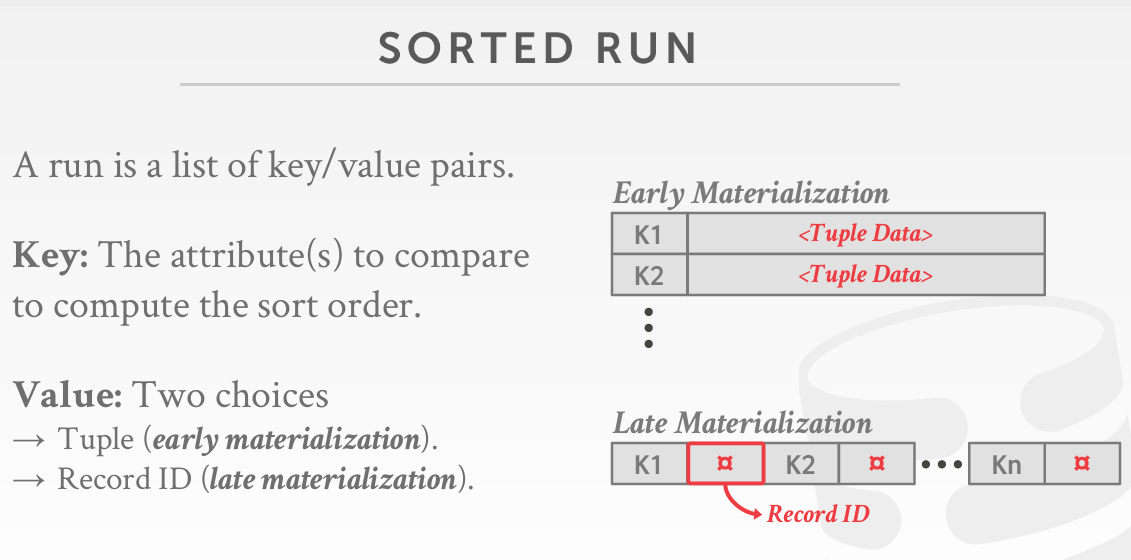 SORTED RUN
A run is a list of key/value pairs.
Key: The attribute(s) to compare
to compute the sort order.
Value: Two choices
→ Tuple (early materialization).
→ Record ID (late materialization).
Early Materialization
K1 <Tuple Data>
K2 <Tuple Data>
Late Materialization
K1 ¤ K2 ¤ ••• Kn ¤
Record ID